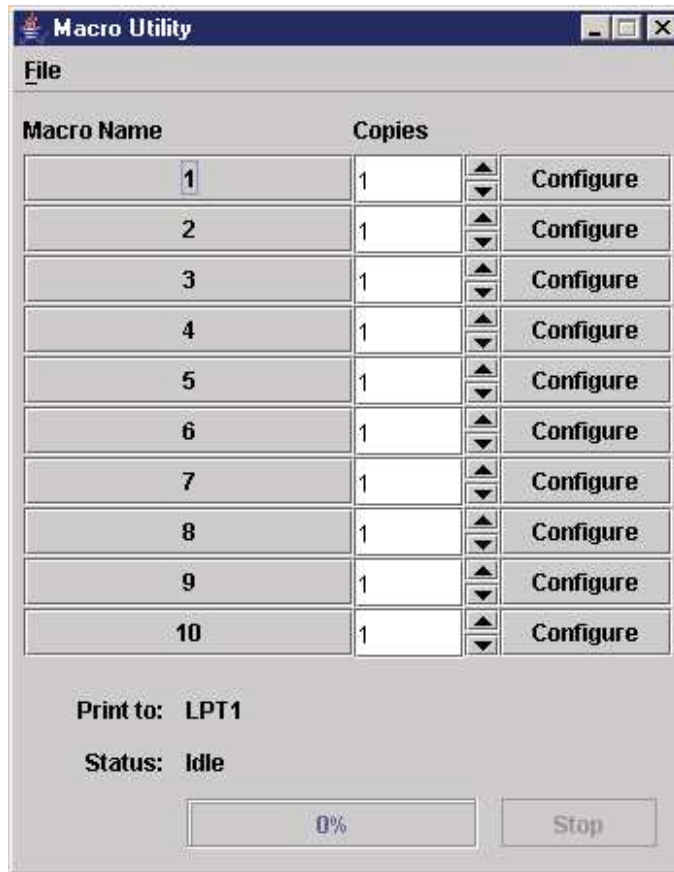 Macro Utility
File
Macro Name Copies
1 1 Configure
2 1 Configure
3 1 Configure
4 1 Configure
5 1 Configure
6 1 Configure
7 1 Configure
8 1 Configure
9 1 Configure
10 1 Configure
Print to: LPT1
Status: Idle
0% Stop